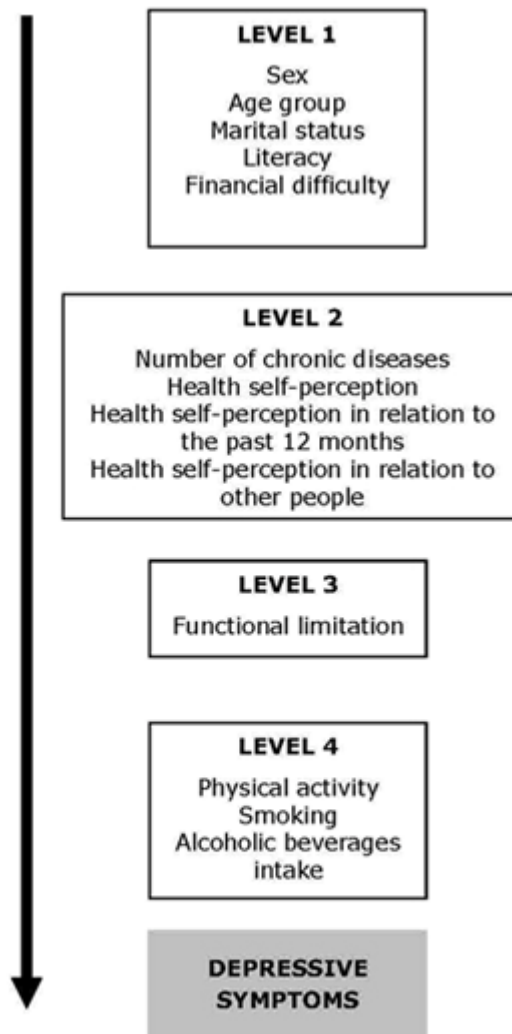 LEVEL 1
Sex
Age group
Marital status
Literacy
Financial difficulty
LEVEL 2
Number of chronic diseases
Health self-perception
Health self-perception in relation to
the past 12 months
Health self-perception in relation to
other people
LEVEL 3
Functional limitation
LEVEL 4
Physical activity
Smoking
Alcoholic beverages
intake
DEPRESSIVE
SYMPTOMS